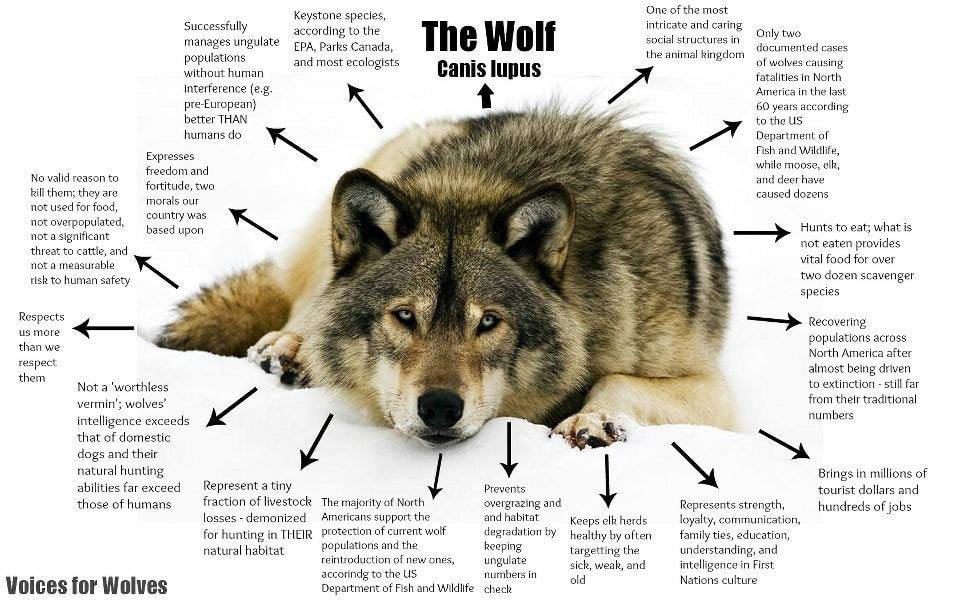 The Wolf
Canis lupus
Successfully
manages ungulate
populations
without human
interference (e.g.
pre-European)
better THAN
humans do
Keystone species,
according to the
EPA, Parks Canada,
and most ecologists
One of the most
intricate and caring
social structures in
the animal kingdom
Only two
documented cases
of wolves causing
fatalities in North
America in the last
60 years according
to the US
Department of
Fish and Wildlife,
while moose, elk,
and deer have
caused dozens
Expresses
freedom and
fortitude, two
morals our
country was
based upon
No valid reason to
kill them; they are
not used for food,
not overpopulated,
not a significant
threat to cattle, and
not a measurable
risk to human safety
Hunts to eat; what is
not eaten provides
vital food for over
two dozen scavenger
species
Respects
us more
than we
respect
them
Recovering
populations across
North America after
almost being driven
to extinction - still far
from their traditional
numbers
Not a 'worthless
vermin'; wolves'
intelligence exceeds
that of domestic
dogs and their
natural hunting
abilities far exceed
those of humans
Represent a tiny
fraction of livestock
losses - demonized
for hunting in THEIR
natural habitat
The majority of North
Americans support the
protection of current wolf
populations and the
reintroduction of new ones,
accorindg to the US
Department of Fish and Wildlife
Prevents
overgrazing and
and habitat
degradation by
keeping
ungulate
numbers in
check
Keeps elk herds
healthy by often
targetting the
sick, weak, and
old
Represents strength,
loyalty, communication,
family ties, education,
understanding, and
intelligence in First
Nations culture
Brings in millions of
tourist dollars and
hundreds of jobs
Voices for Wolves